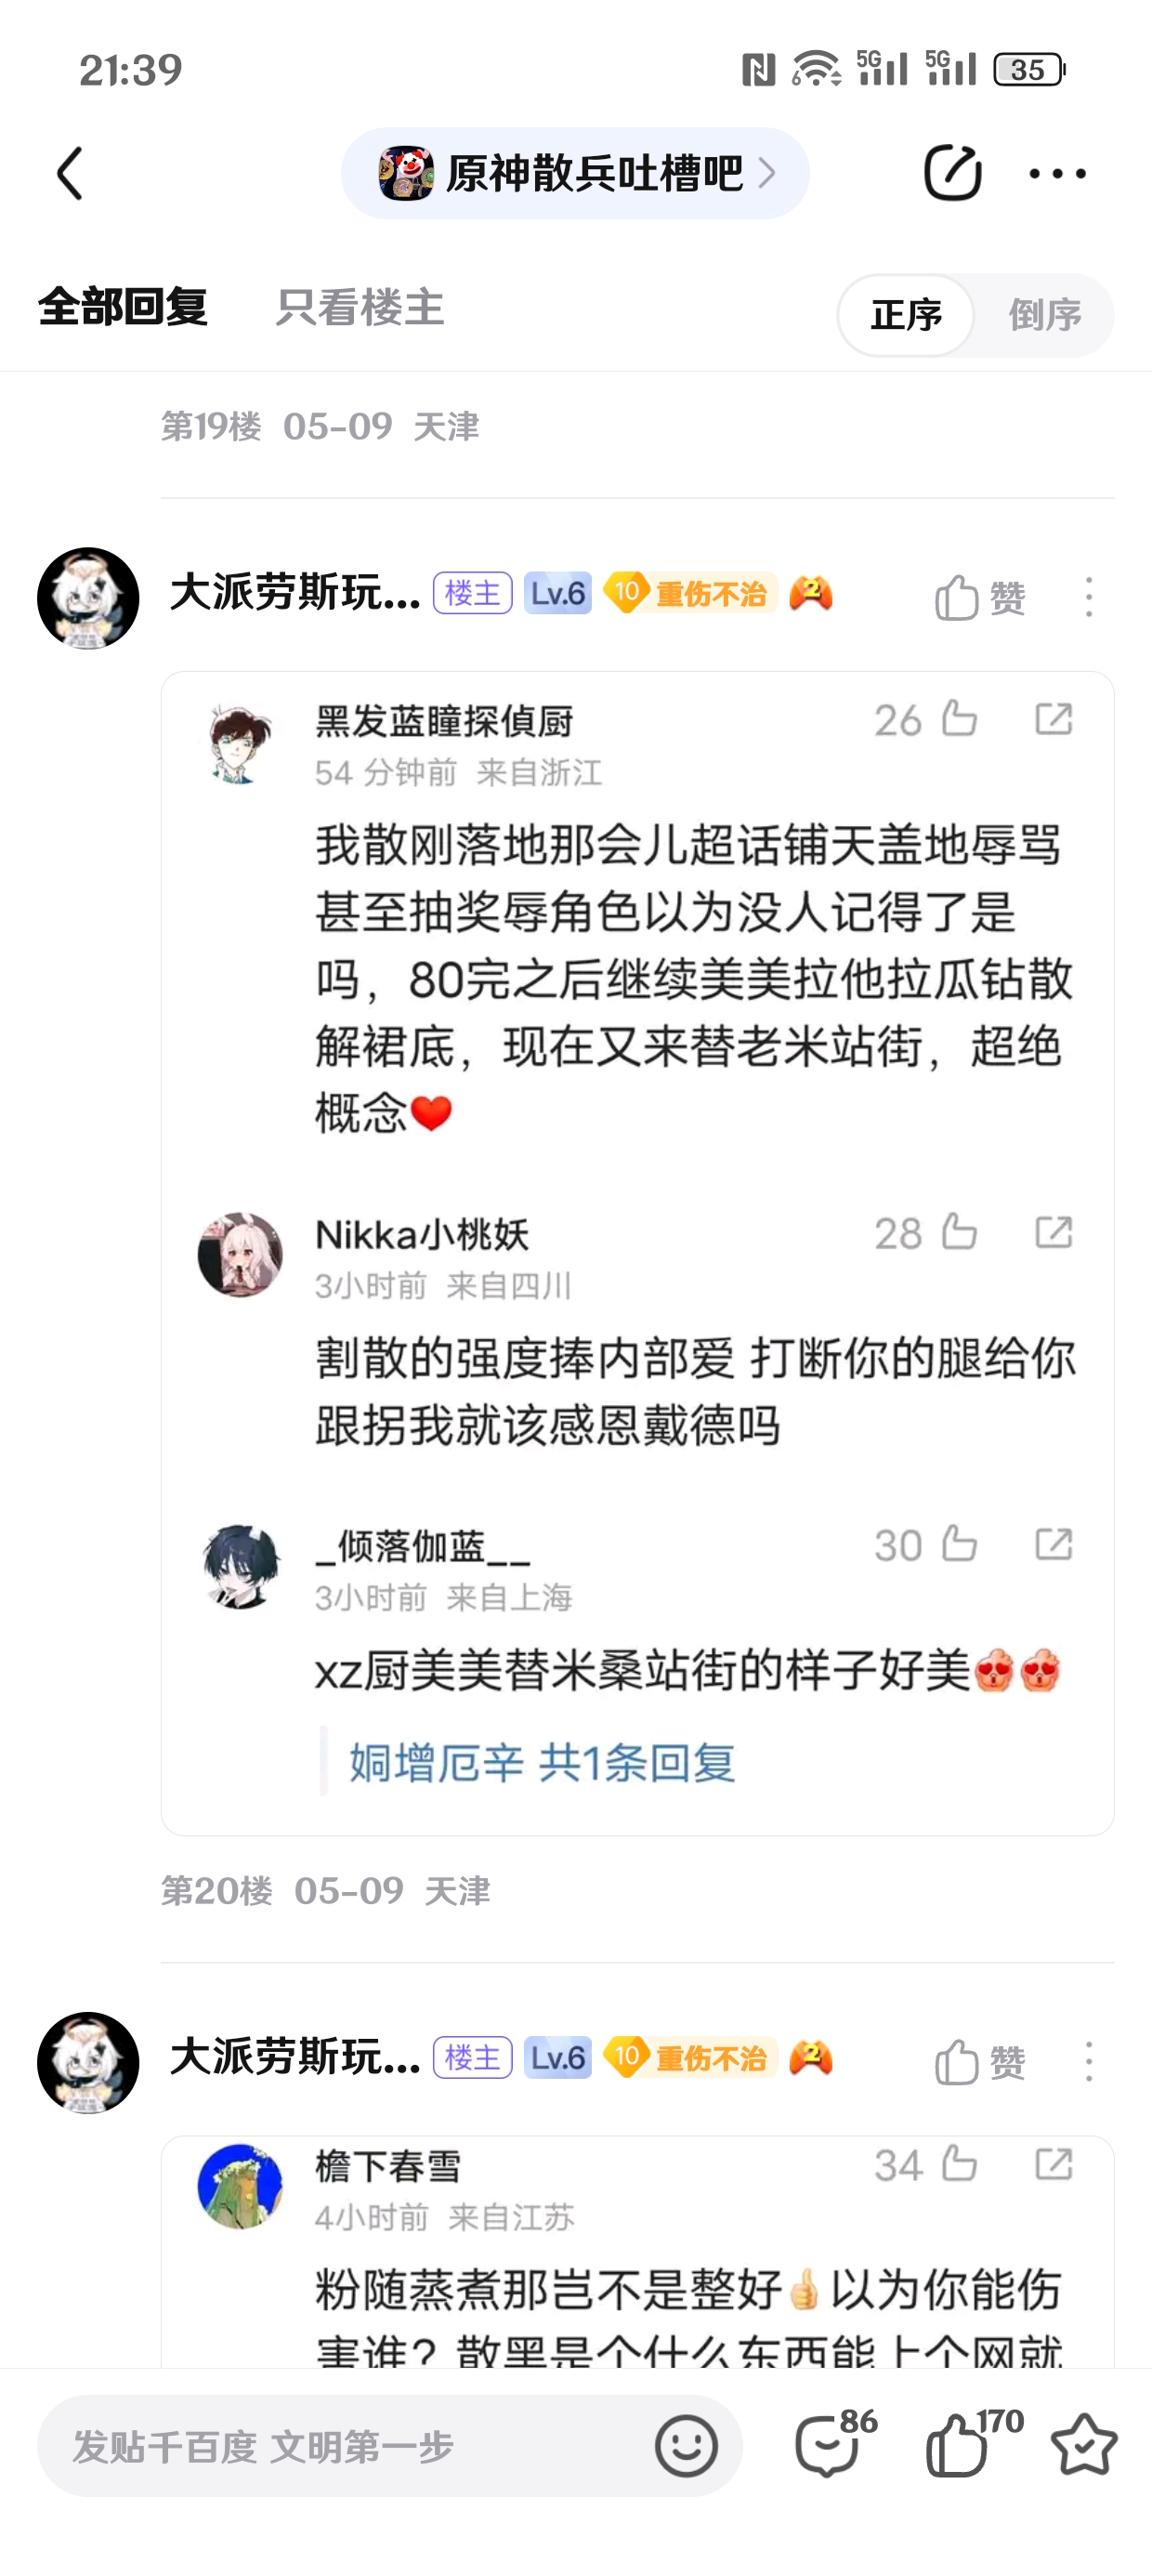 21:39
5G 5G 35
原神散兵吐槽吧
全部回复 只看楼主 正序 倒序
第19楼 05-09 天津
大派劳斯玩... 楼主 Lv.6 10 重伤不治 2 赞
黑发蓝瞳探侦厨 26
54 分钟前 来自浙江
我散刚落地那会儿超话铺天盖地辱骂
甚至抽奖辱角色以为没人记得了是
吗，80完之后继续美美拉他拉瓜钻散
解裙底，现在又来替老米站街，超绝
概念❤️
Nikka小桃妖 28
3小时前 来自四川
割散的强度捧内部爱 打断你的腿给你
跟拐我就该感恩戴德吗
_倾落伽蓝__ 30
3小时前 来自上海
xz厨美美替米桑站街的样子好美
姛增厄辛 共1条回复
第20楼 05-09 天津
大派劳斯玩... 楼主 Lv.6 10 重伤不治 2 赞
檐下春雪 34
4小时前 来自江苏
粉随蒸煮那岂不是整好👍以为你能伤
害谁？散黑是个什么东西能上个网就
发贴千百度 文明第一步 86 170